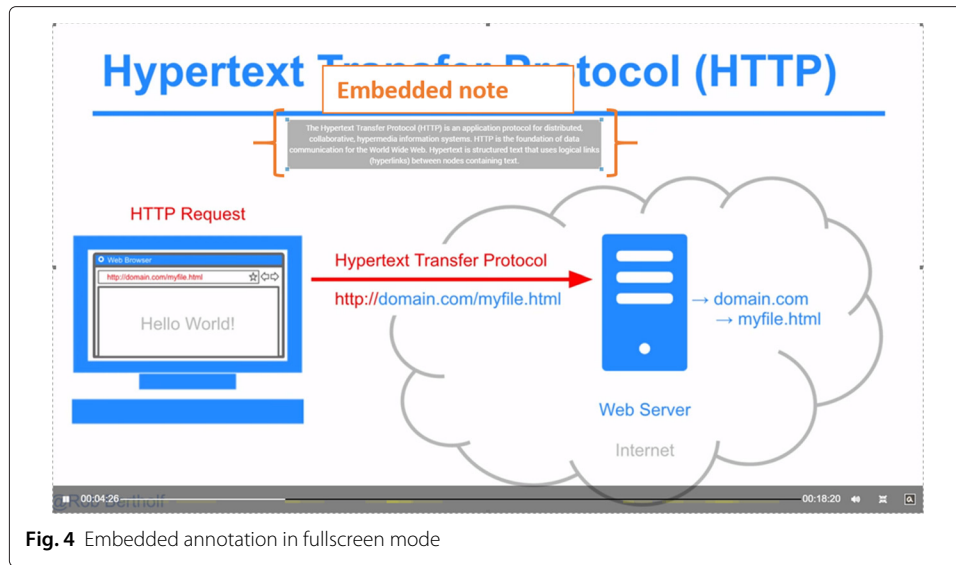 Hypertext Transfer Protocol (HTTP)
Embedded note
The Hypertext Transfer Protocol (HTTP) is an application protocol for distributed,
collaborative, hypermedia information systems. HTTP is the foundation of data
communication for the World Wide Web. Hypertext is structured text that uses logical links
(hyperlinks) between nodes containing text.
HTTP Request
Web Browser
http://domain.com/myfile.html
Hello World!
Hypertext Transfer Protocol
http://domain.com/myfile.html
→ domain.com
→ myfile.html
Web Server
Internet
@Rob Bertholf
00:04:26
00:18:20
Fig. 4 Embedded annotation in fullscreen mode